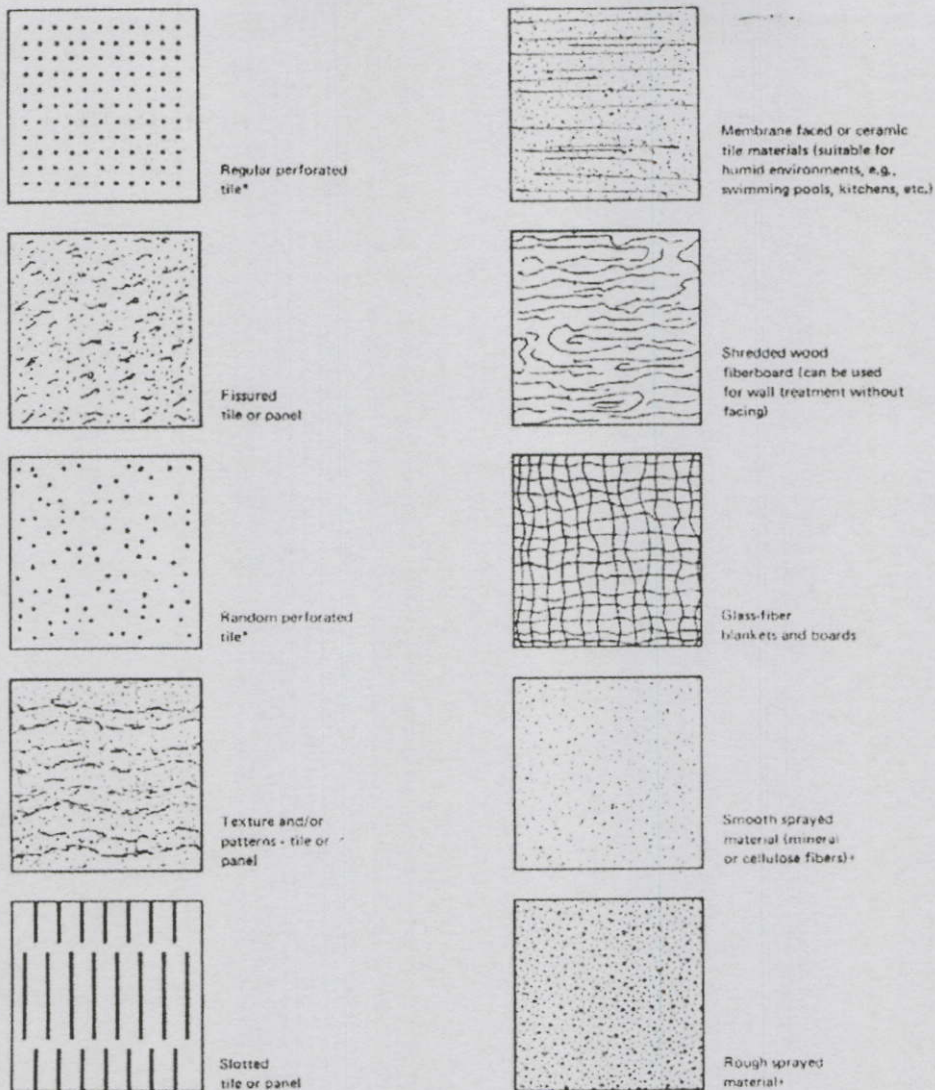 Regular perforated
tile*
Fissured
tile or panel
Random perforated
tile*
Texture and/or
patterns - tile or
panel
Slotted
tile or panel
Membrane faced or ceramic
tile materials (suitable for
humid environments, e.g.,
swimming pools, kitchens, etc.)
Shredded wood
fiberboard (can be used
for wall treatment without
facing)
Glass-fiber
blankets and boards
Smooth sprayed
material (mineral
or cellulose fibers)+
Rough sprayed
material+